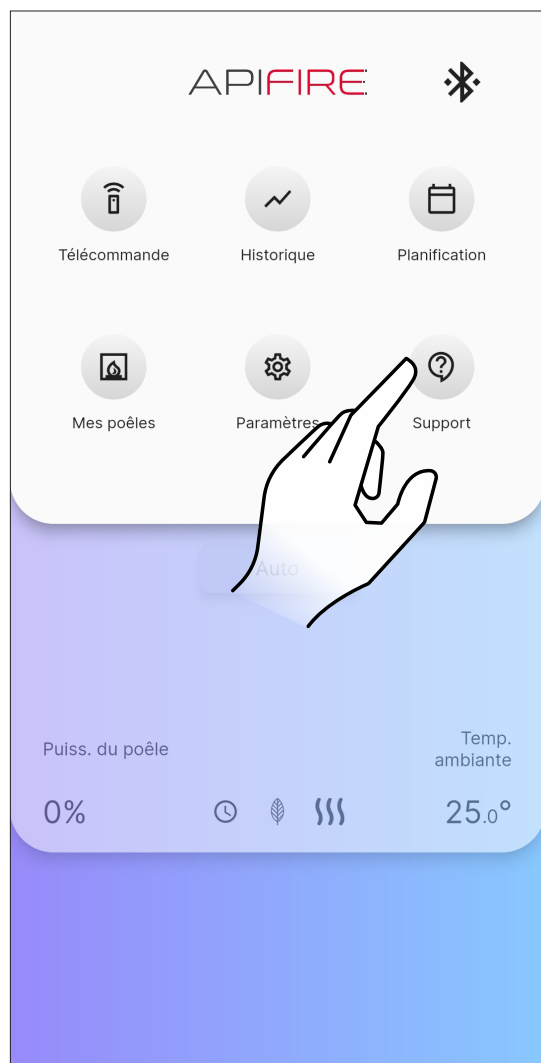 APIFIRE
Télécommande Historique Planification
Mes poêles Paramètres Support
Auto
Puiss. du poêle
Temp.
ambiante
0% 25.0°